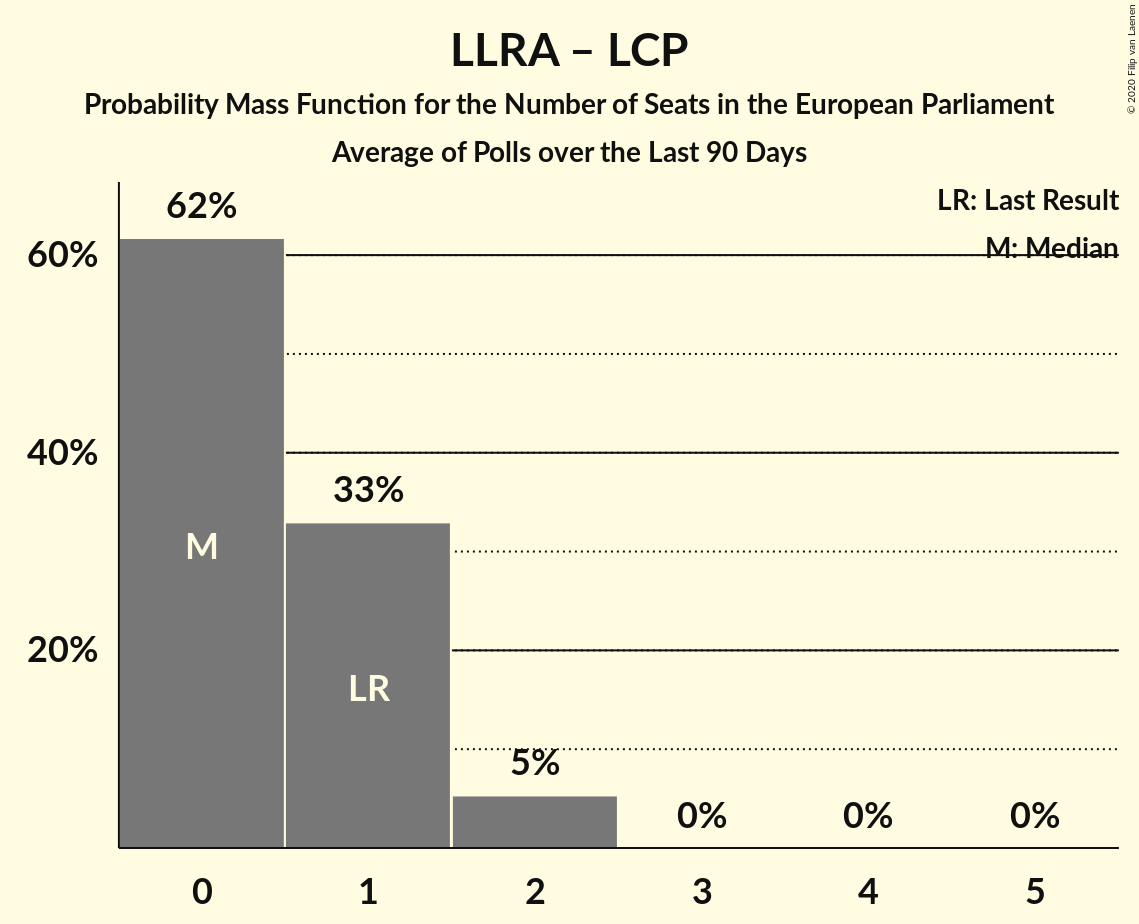 LLRA – LCP
Probability Mass Function for the Number of Seats in the European Parliament
Average of Polls over the Last 90 Days
© 2020 Filip van Laenen
LR: Last Result
M: Median
62%
60%
40%
33%
M
20%
LR
5%
0% 0% 0%
0 1 2 3 4 5